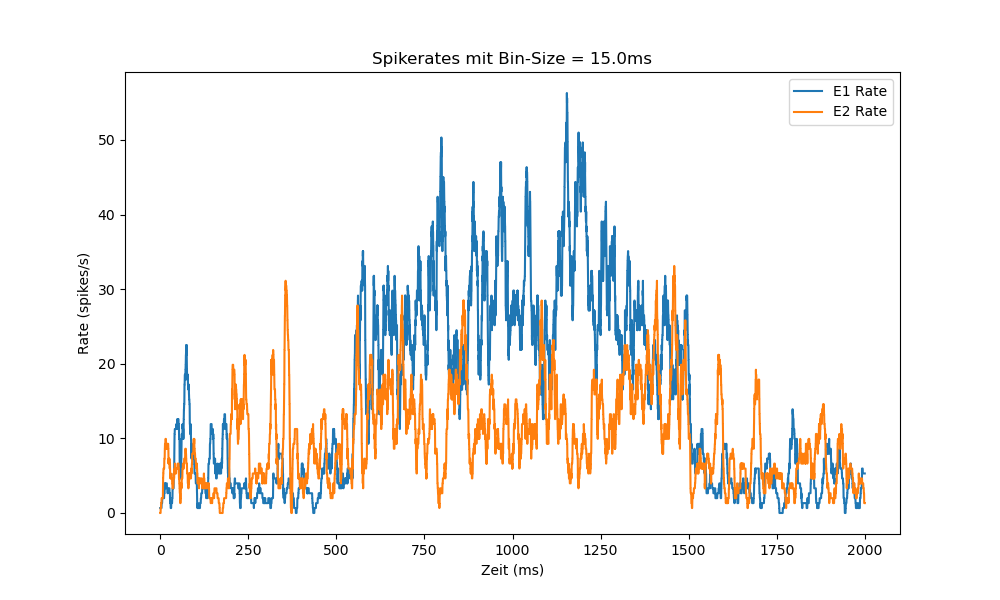 Spikerates mit Bin-Size = 15.0ms
E1 Rate
E2 Rate
50
40
30
20
10
0
Rate (spikes/s)
0 250 500 750 1000 1250 1500 1750 2000
Zeit (ms)